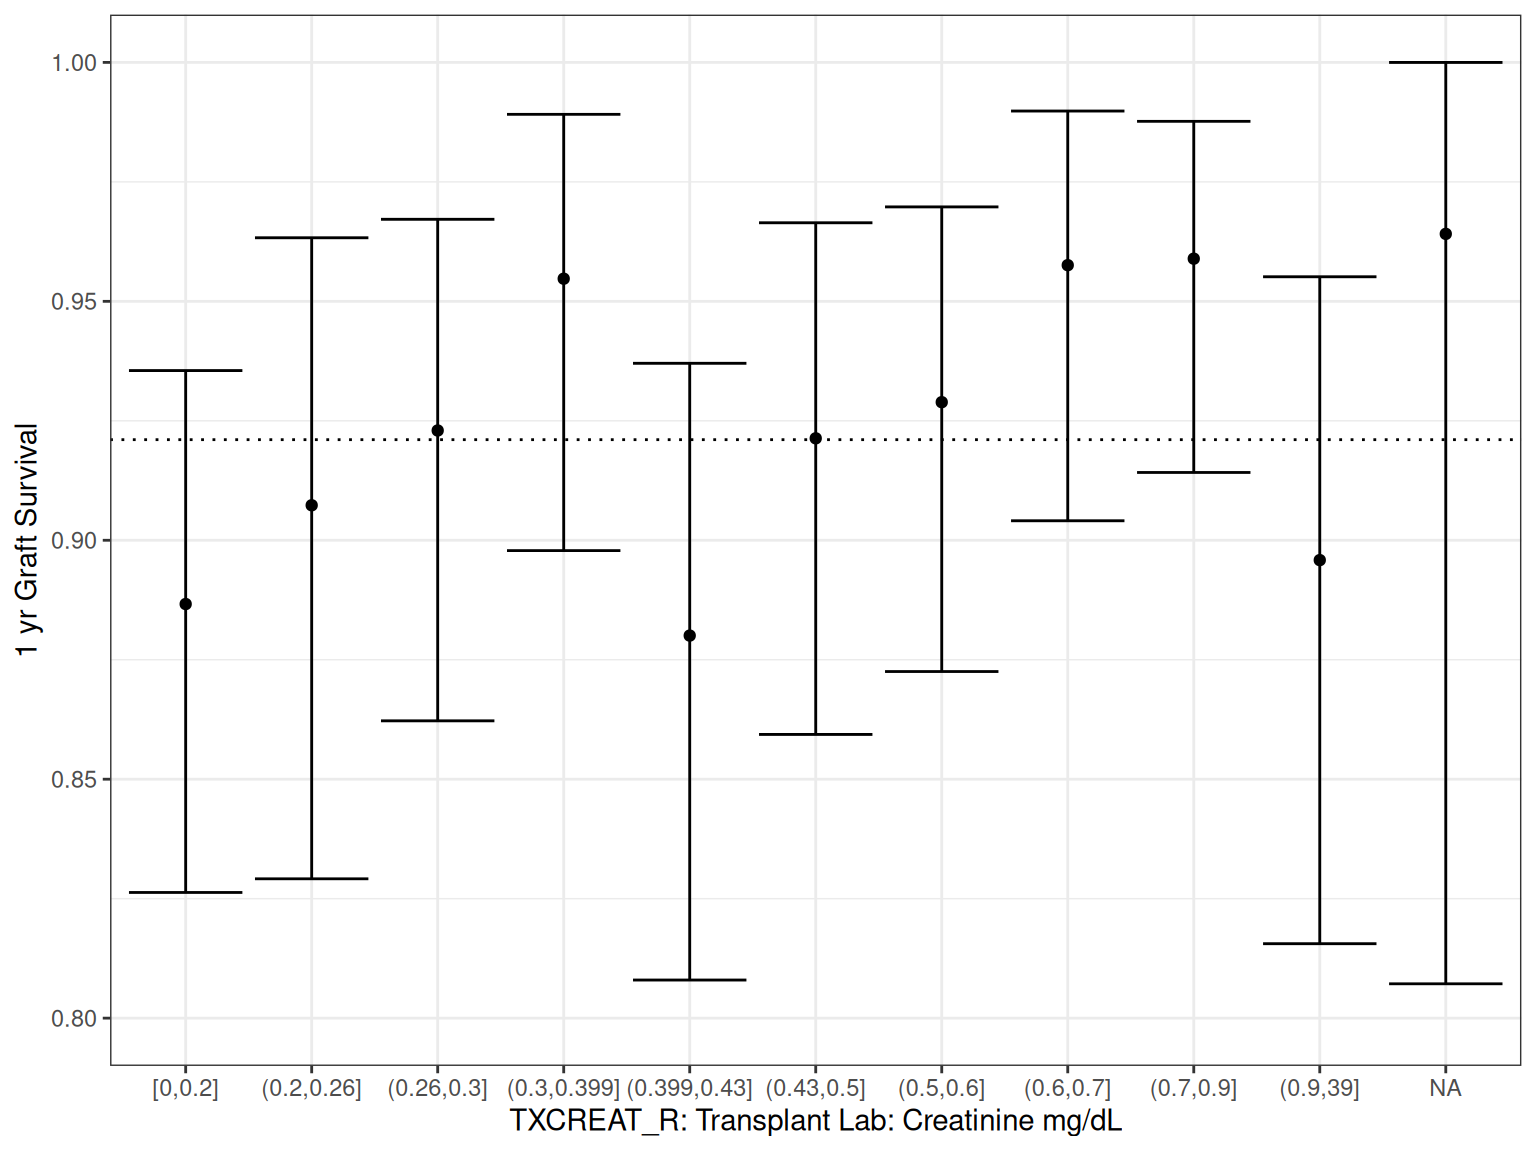 1.00
0.95
0.90
0.85
0.80
1 yr Graft Survival
[0,0.2] (0.2,0.26] (0.26,0.3] (0.3,0.399] (0.399,0.43] (0.43,0.5] (0.5,0.6] (0.6,0.7] (0.7,0.9] (0.9,39] NA
TXCREAT_R: Transplant Lab: Creatinine mg/dL